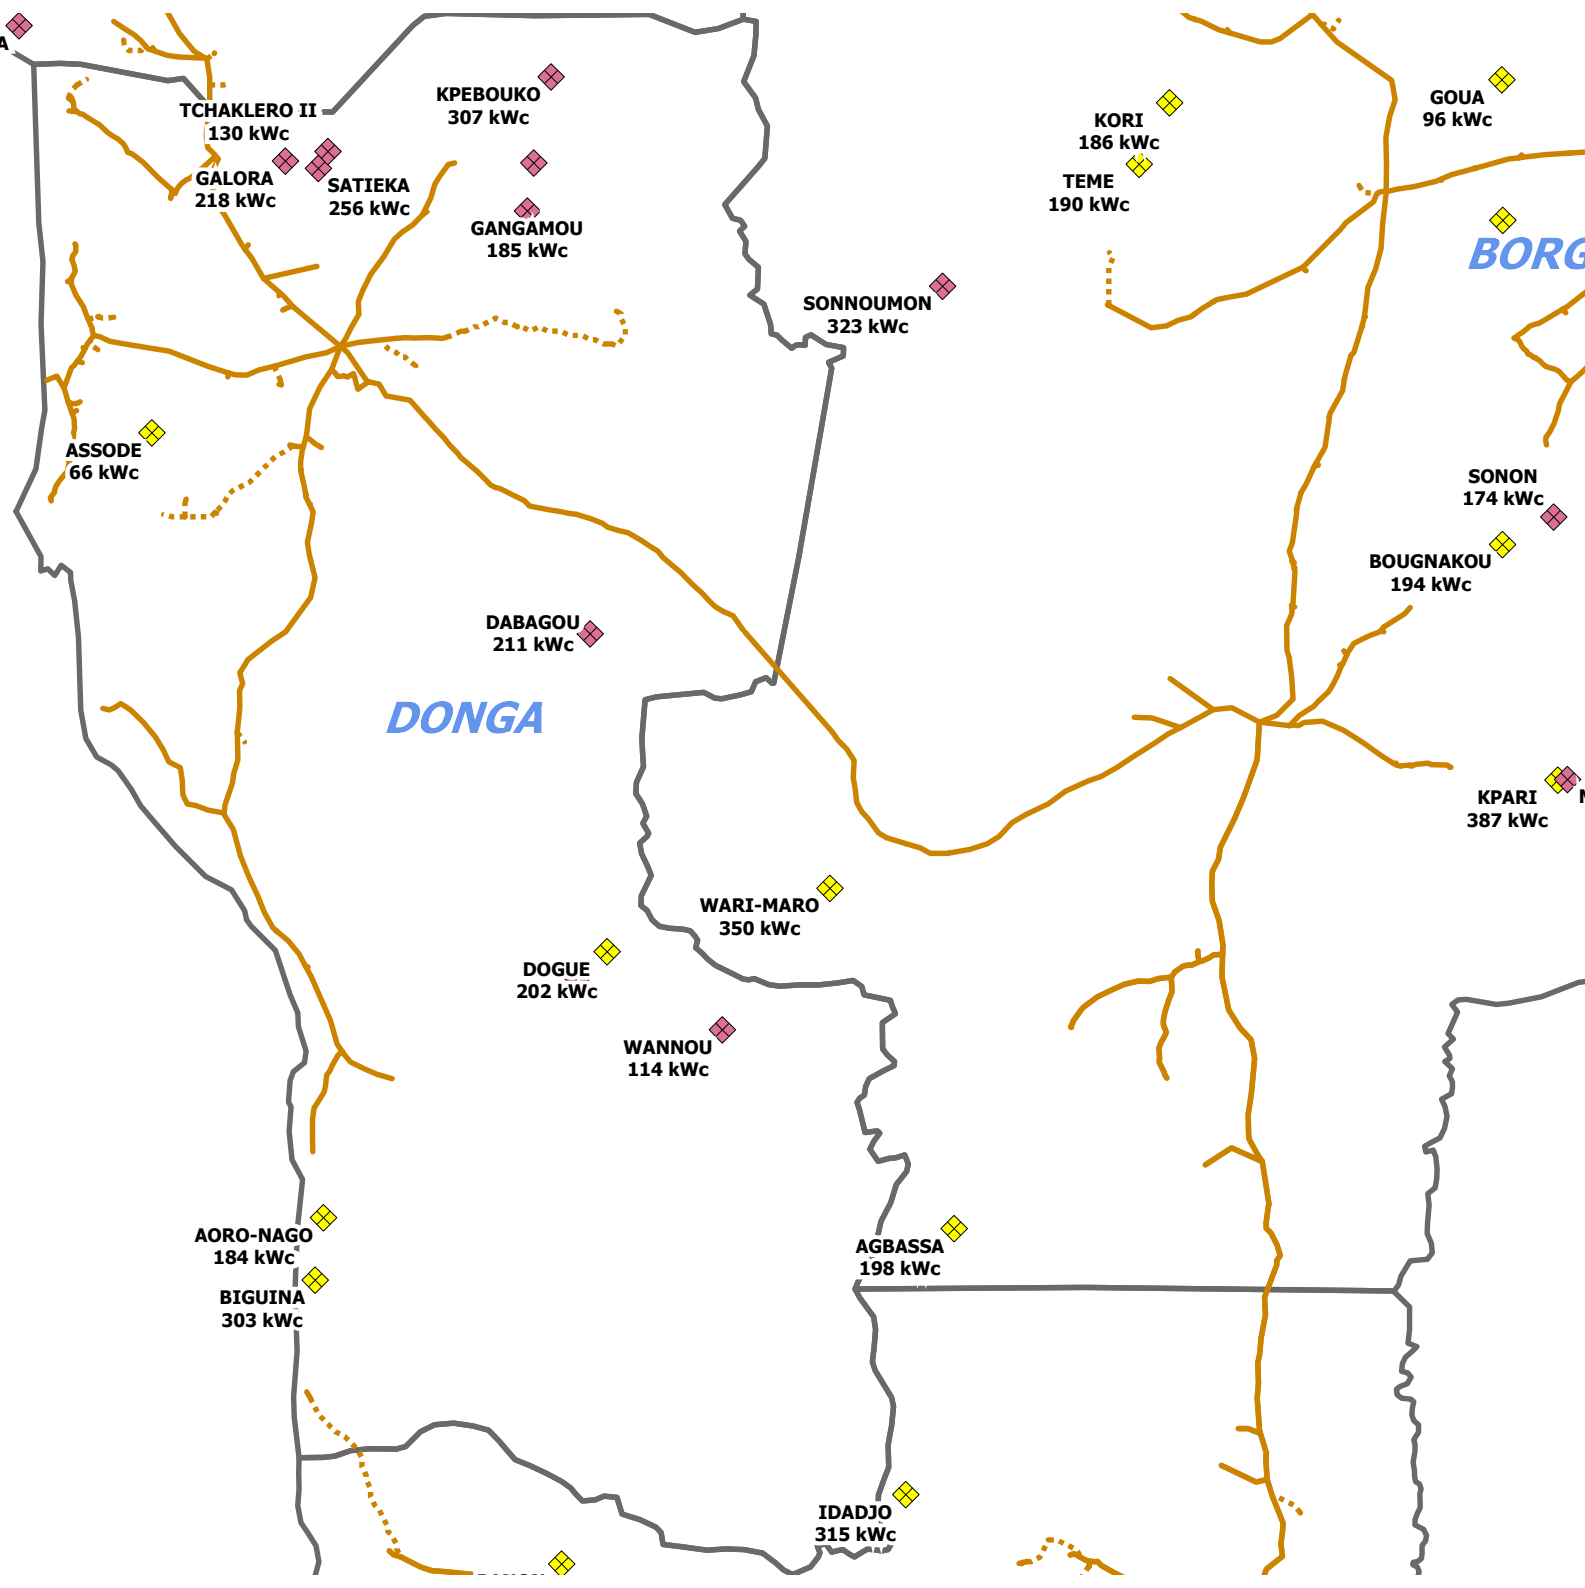 A
TCHAKLERO II
130 kWc
KPEBOUKO
307 kWc
GALORA
218 kWc
SATIEKA
256 kWc
GANGAMOU
185 kWc
KORI
186 kWc
TEME
190 kWc
GOUA
96 kWc
BORG
SONNOUMON
323 kWc
ASSODE
66 kWc
SONON
174 kWc
BOUGNAKOU
194 kWc
DABAGOU
211 kWc
DONGA
KPARI
387 kWc
WARI-MARO
350 kWc
DOGUE
202 kWc
WANNOU
114 kWc
AORO-NAGO
184 kWc
BIGUINA
303 kWc
AGBASSA
198 kWc
IDADJO
315 kWc